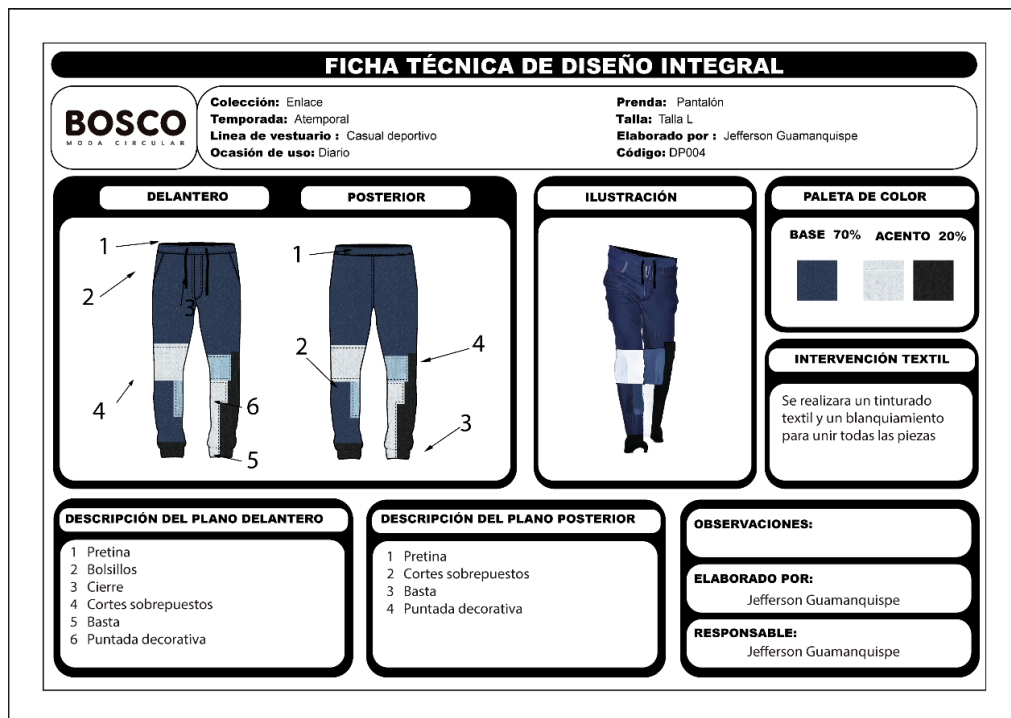 FICHA TÉCNICA DE DISEÑO INTEGRAL
BOSCO
MODA CIRCULAR
Colección: Enlace
Temporada: Atemporal
Linea de vestuario : Casual deportivo
Ocasión de uso: Diario
Prenda: Pantalón
Talla: Talla L
Elaborado por : Jefferson Guamanquispe
Código: DP004
DELANTERO
POSTERIOR
1
2
3
4
6
5
1
2
4
3
ILUSTRACIÓN
PALETA DE COLOR
BASE 70% ACENTO 20%
INTERVENCIÓN TEXTIL
Se realizara un tinturado
textil y un blanquiamiento
para unir todas las piezas
DESCRIPCIÓN DEL PLANO DELANTERO
1 Pretina
2 Bolsillos
3 Cierre
4 Cortes sobrepuestos
5 Basta
6 Puntada decorativa
DESCRIPCIÓN DEL PLANO POSTERIOR
1 Pretina
2 Cortes sobrepuestos
3 Basta
4 Puntada decorativa
OBSERVACIONES:
ELABORADO POR:
Jefferson Guamanquispe
RESPONSABLE:
Jefferson Guamanquispe